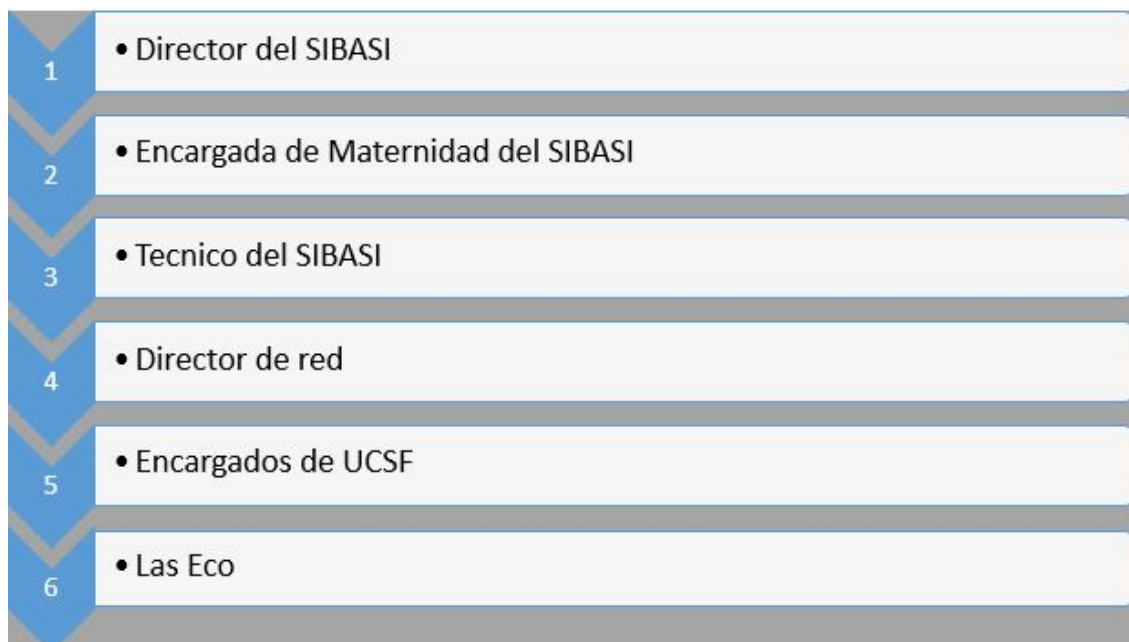 1 • Director del SIBASI
2 • Encargada de Maternidad del SIBASI
3 • Tecnico del SIBASI
4 • Director de red
5 • Encargados de UCSF
6 • Las Eco